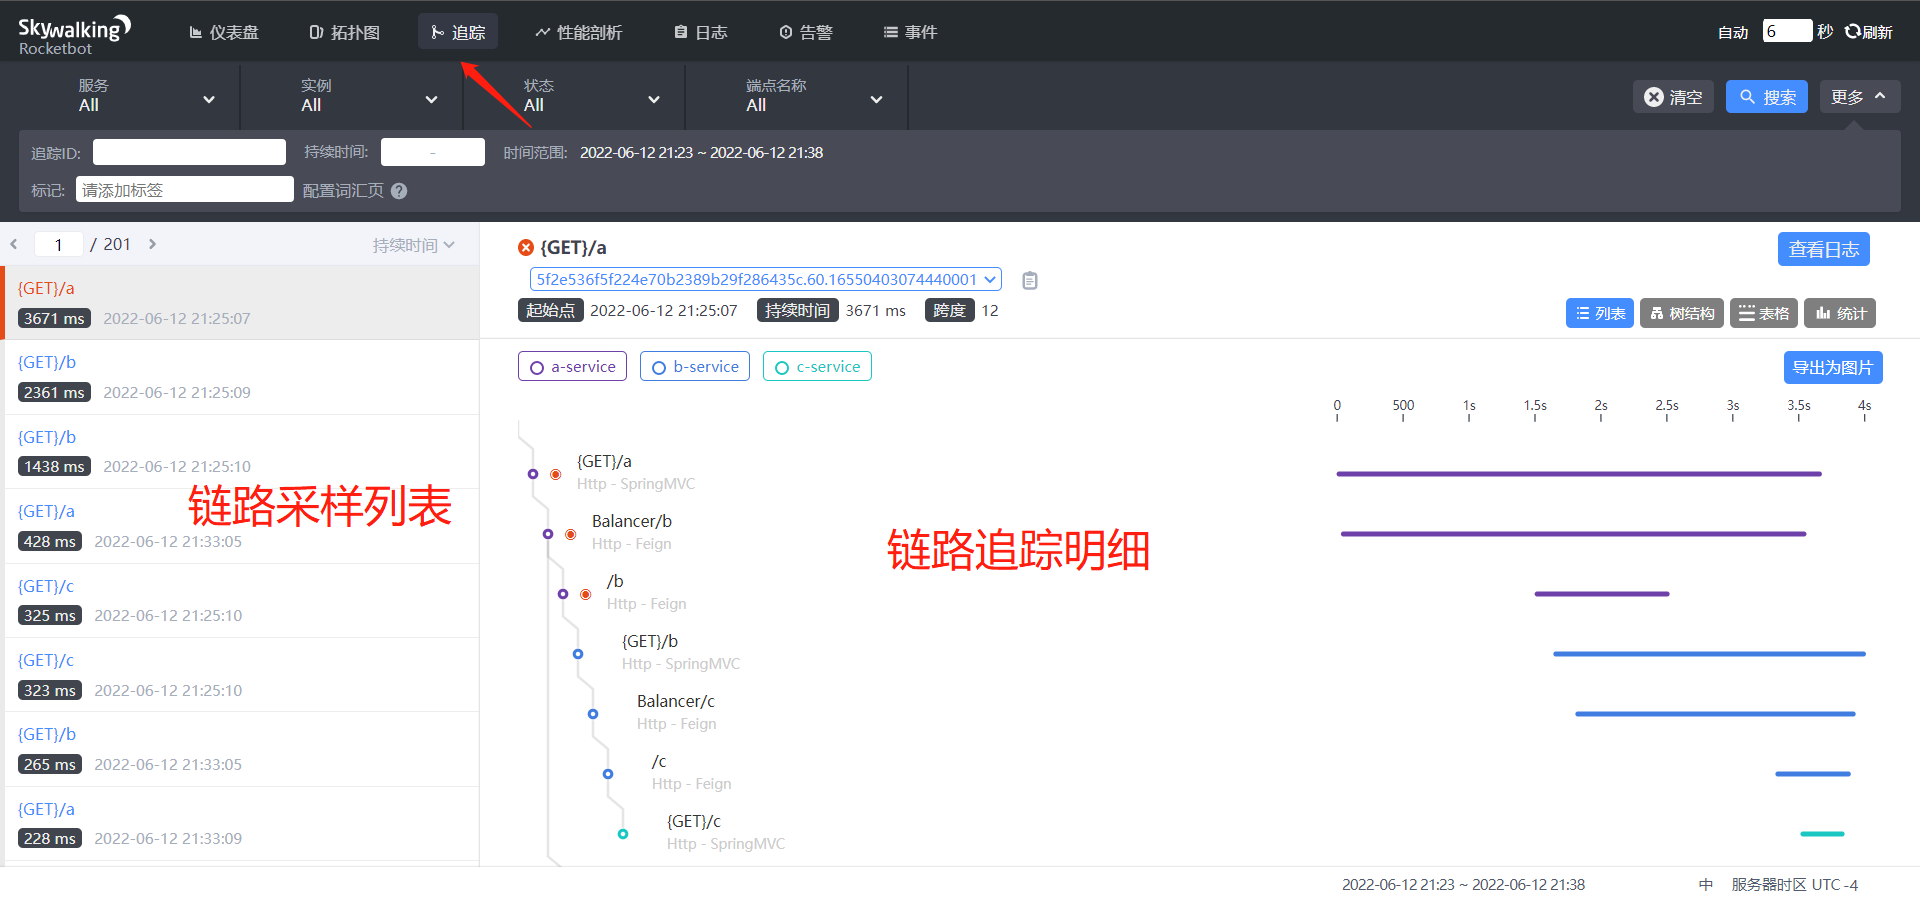 Skywalking
Rocketbot
仪表盘
拓扑图
追踪
性能剖析
日志
告警
事件
自动 6 秒 刷新
服务
All
实例
All
状态
All
端点名称
All
清空
搜索
更多
追踪ID:
持续时间: -
时间范围: 2022-06-12 21:23 ~ 2022-06-12 21:38
标记: 请添加标签
配置词汇页 ?
1 / 201
持续时间
{GET}/a
3671 ms 2022-06-12 21:25:07
{GET}/b
2361 ms 2022-06-12 21:25:09
{GET}/b
1438 ms 2022-06-12 21:25:10
{GET}/a
428 ms 2022-06-12 21:33:05
{GET}/c
325 ms 2022-06-12 21:25:10
{GET}/c
323 ms 2022-06-12 21:25:10
{GET}/b
265 ms 2022-06-12 21:33:05
{GET}/a
228 ms 2022-06-12 21:33:09
链路采样列表
{GET}/a
查看日志
5f2e536f5f224e70b2389b29f286435c.60.16550403074440001
起始点 2022-06-12 21:25:07 持续时间 3671 ms 跨度 12
列表
树结构
表格
统计
a-service
b-service
c-service
导出为图片
0 500 1s 1.5s 2s 2.5s 3s 3.5s 4s
{GET}/a
Http - SpringMVC
Balancer/b
Http - Feign
/b
Http - Feign
{GET}/b
Http - SpringMVC
Balancer/c
Http - Feign
/c
Http - Feign
{GET}/c
Http - SpringMVC
链路追踪明细
2022-06-12 21:23 ~ 2022-06-12 21:38
中
服务器时区 UTC -4